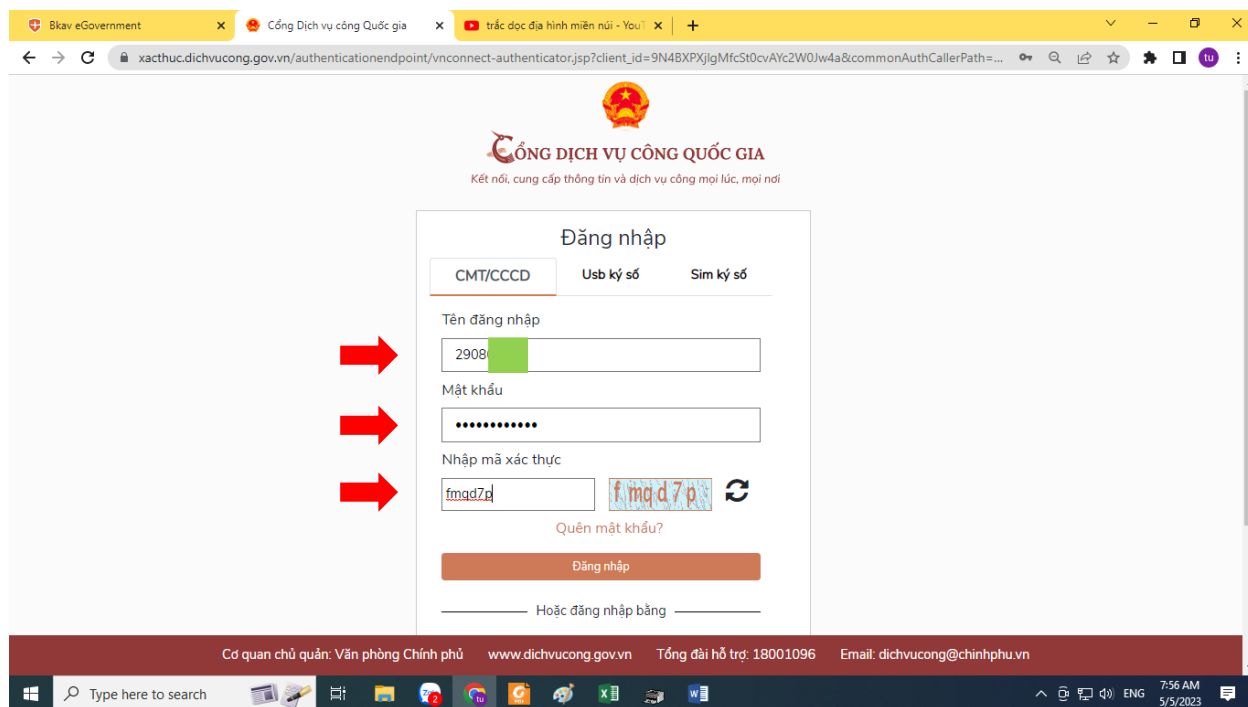 Bkav eGovernment
Cổng Dịch vụ công Quốc gia
trắc dọc địa hình miền núi - YouT
xacthuc.dichvucong.gov.vn/authenticationendpoint/vnconnect-authenticator.jsp?client_id=9N4BXPXjlgMfcSt0cvAYc2W0Jw4a&commonAuthCallerPath=...
tu
CỔNG DỊCH VỤ CÔNG QUỐC GIA
Kết nối, cung cấp thông tin và dịch vụ công mọi lúc, mọi nơi
Đăng nhập
CMT/CCCD Usb ký số Sim ký số
Tên đăng nhập
2908
Mật khẩu
••••••••••••
Nhập mã xác thực
fmqd7p fmqd7p
Quên mật khẩu?
Đăng nhập
Hoặc đăng nhập bằng
Cơ quan chủ quản: Văn phòng Chính phủ www.dichvucong.gov.vn Tổng đài hỗ trợ: 18001096 Email: dichvucong@chinhphu.vn
Type here to search
ENG
7:56 AM
5/5/2023